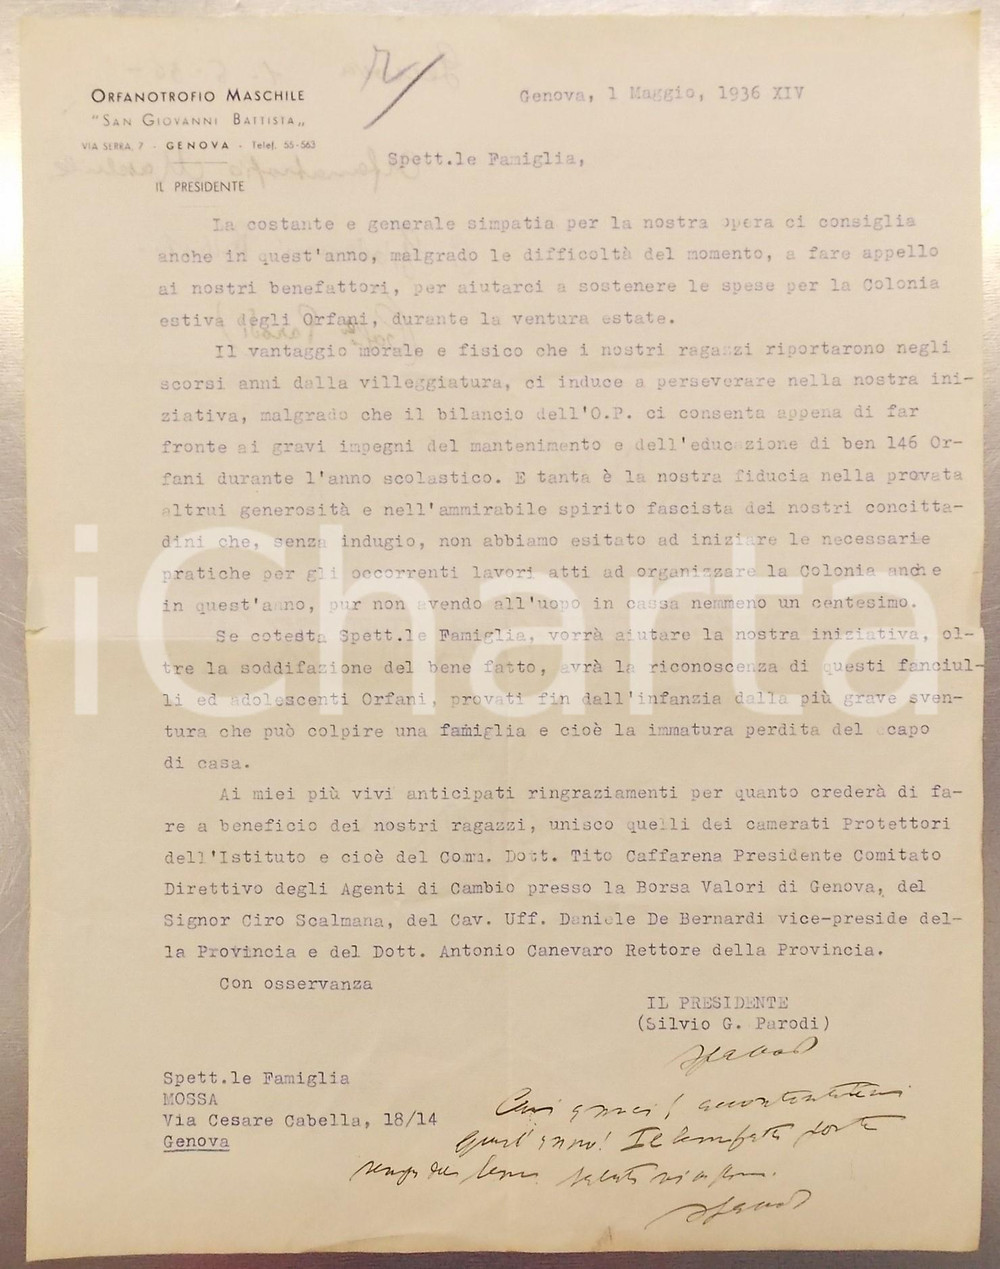 ORFANOTROFIO MASCHILE
"SAN GIOVANNI BATTISTA„
VIA SERRA, 7 - GENOVA - Telef. 55-563
IL PRESIDENTE
Genova, 1 Maggio, 1936 XIV
Spett.le Famiglia,
La costante e generale simpatia per la nostra opera ci consiglia
anche in quest'anno, malgrado le difficoltà del momento, a fare appello
ai nostri benefattori, per aiutarci a sostenere le spese per la Colonia
estiva degli Orfani, durante la ventura estate.
Il vantaggio morale e fisico che i nostri ragazzi riportarono negli
scorsi anni dalla villeggiatura, ci induce a perseverare nella nostra ini-
ziativa, malgrado che il bilancio dell'O.P. ci consenta appena di far
fronte ai gravi impegni del mantenimento e dell'educazione di ben 146 Or-
fani durante l'anno scolastico. E tanta è la nostra fiducia nella provata
altrui generosità e nell'ammirabile spirito fascista dei nostri concitta-
dini che, senza indugio, non abbiamo esitato ad iniziare le necessarie
pratiche per gli occorrenti lavori atti ad organizzare la Colonia anche
in quest'anno, pur non avendo all'uopo in cassa nemmeno un centesimo.
Se cotesta Spett.le Famiglia, vorrà aiutare la nostra iniziativa, ol-
tre la soddifazione del bene fatto, avrà la riconoscenza di questi fanciul-
li ed adolescenti Orfani, provati fin dall'infanzia dalla più grave sven-
tura che può colpire una famiglia e cioè la immatura perdita del capo
di casa.
Ai miei più vivi anticipati ringraziamenti per quanto crederà di fa-
re a beneficio dei nostri ragazzi, unisco quelli dei camerati Protettori
dell'Istituto e cioè del Comm. Dott. Tito Caffarena Presidente Comitato
Direttivo degli Agenti di Cambio presso la Borsa Valori di Genova, del
Signor Ciro Scalmana, del Cav. Uff. Daniele De Bernardi vice-preside del-
la Provincia e del Dott. Antonio Canevaro Rettore della Provincia.
Con osservanza
IL PRESIDENTE
(Silvio G. Parodi)
Spett.le Famiglia
MOSSA
Via Cesare Cabella, 18/14
Genova
Cari amici! accontentatemi
quest'anno! Il
iCharta